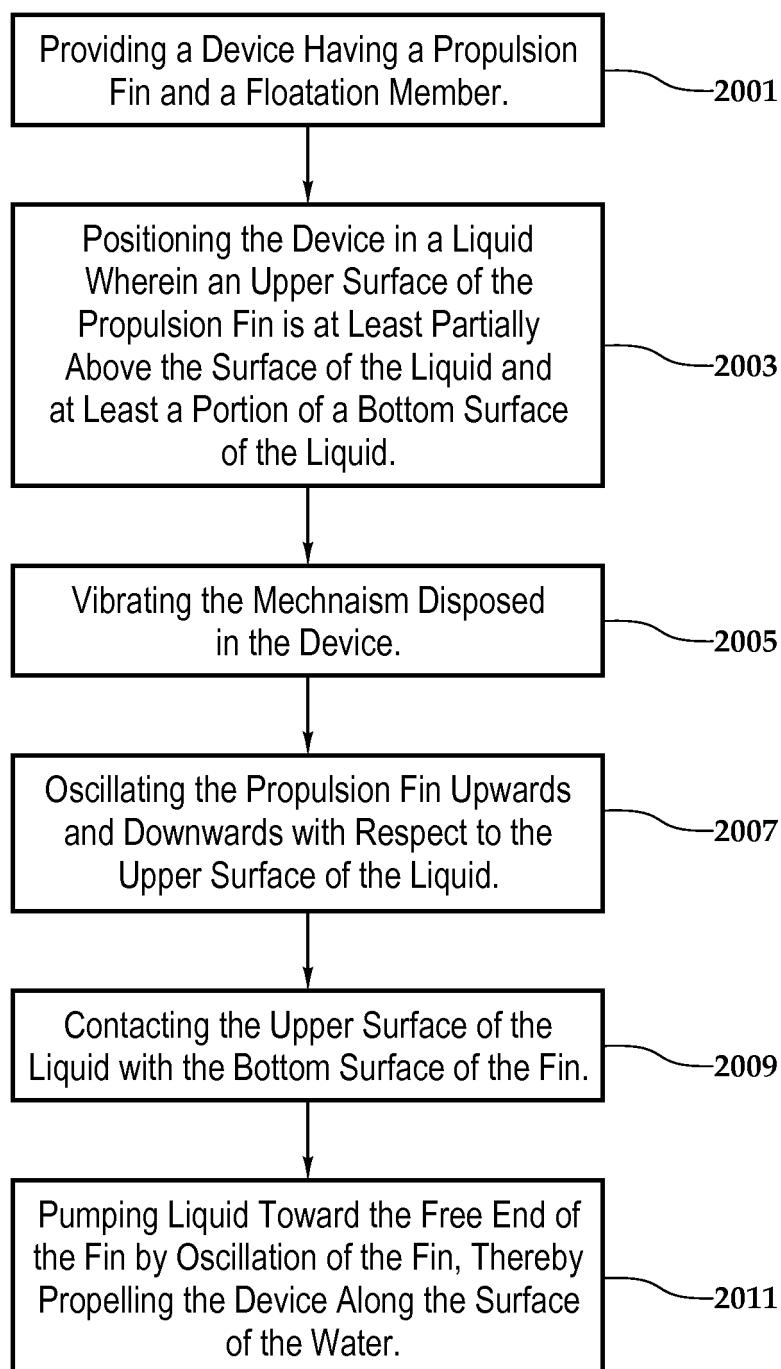 Providing a Device Having a Propulsion
Fin and a Floatation Member.
2001
Positioning the Device in a Liquid
Wherein an Upper Surface of the
Propulsion Fin is at Least Partially
Above the Surface of the Liquid and
at Least a Portion of a Bottom Surface
of the Liquid.
2003
Vibrating the Mechnaism Disposed
in the Device.
2005
Oscillating the Propulsion Fin Upwards
and Downwards with Respect to the
Upper Surface of the Liquid.
2007
Contacting the Upper Surface of the
Liquid with the Bottom Surface of the Fin.
2009
Pumping Liquid Toward the Free End of
the Fin by Oscillation of the Fin, Thereby
Propelling the Device Along the Surface
of the Water.
2011